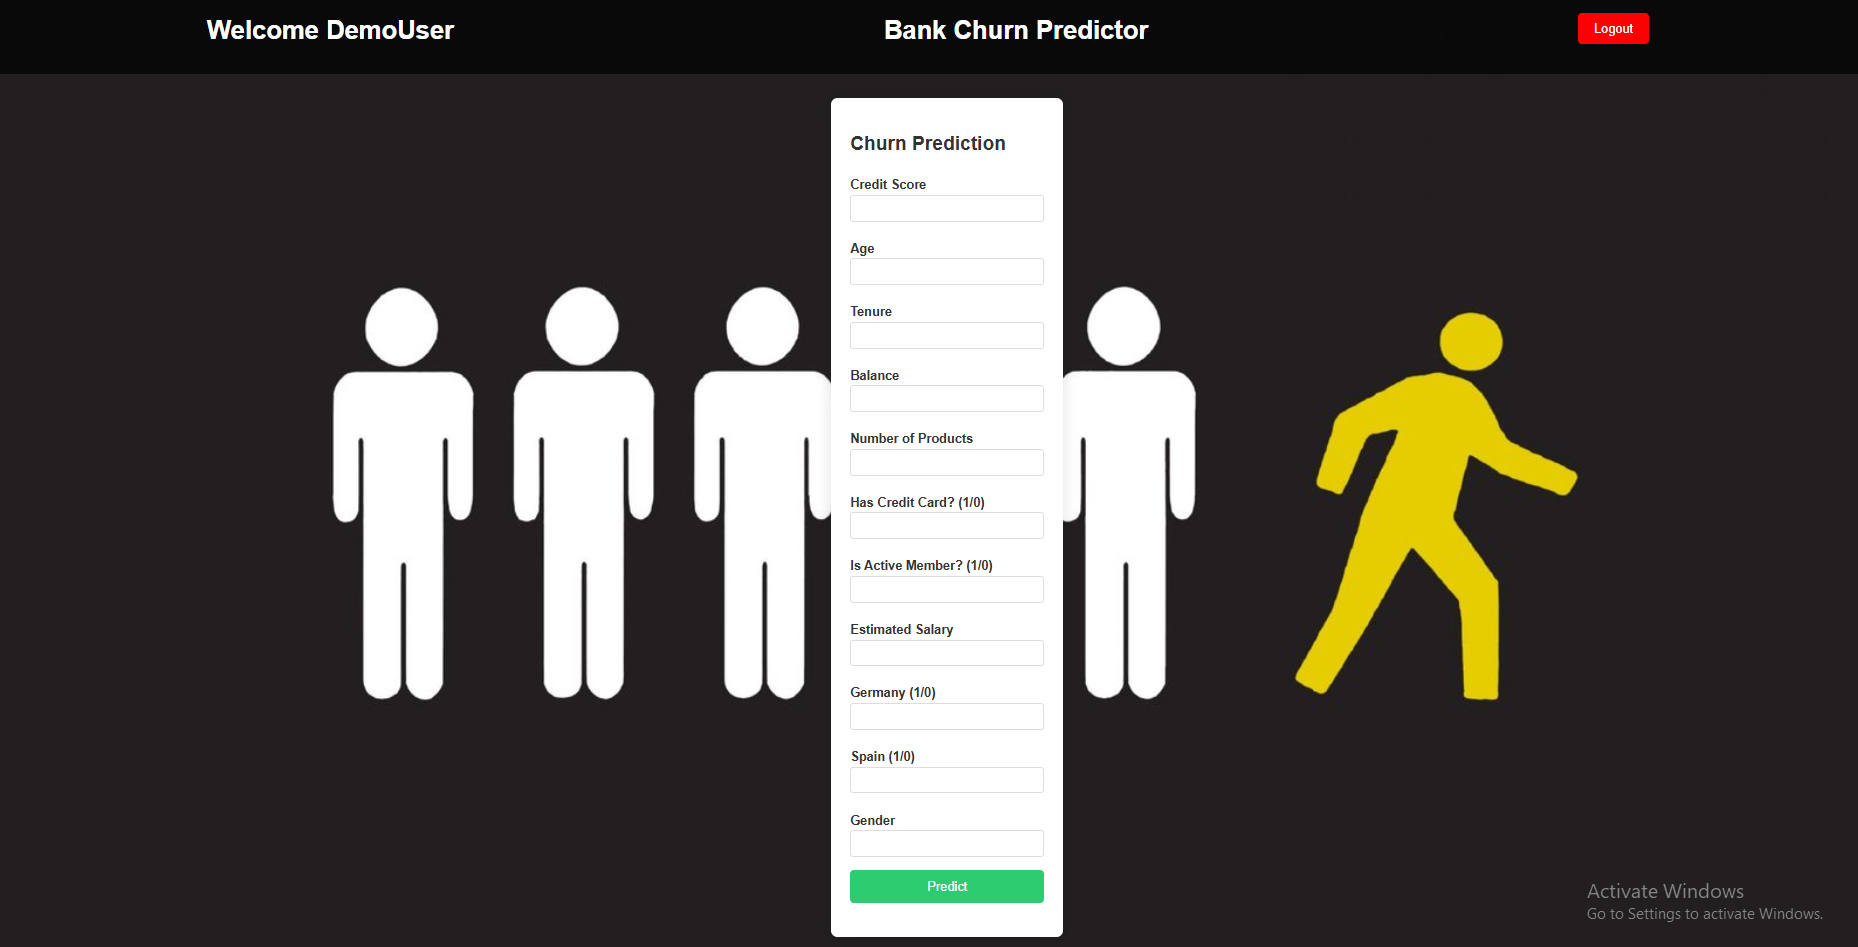 Welcome DemoUser
Bank Churn Predictor
Logout
Churn Prediction
Credit Score
Age
Tenure
Balance
Number of Products
Has Credit Card? (1/0)
Is Active Member? (1/0)
Estimated Salary
Germany (1/0)
Spain (1/0)
Gender
Predict
Activate Windows
Go to Settings to activate Windows.